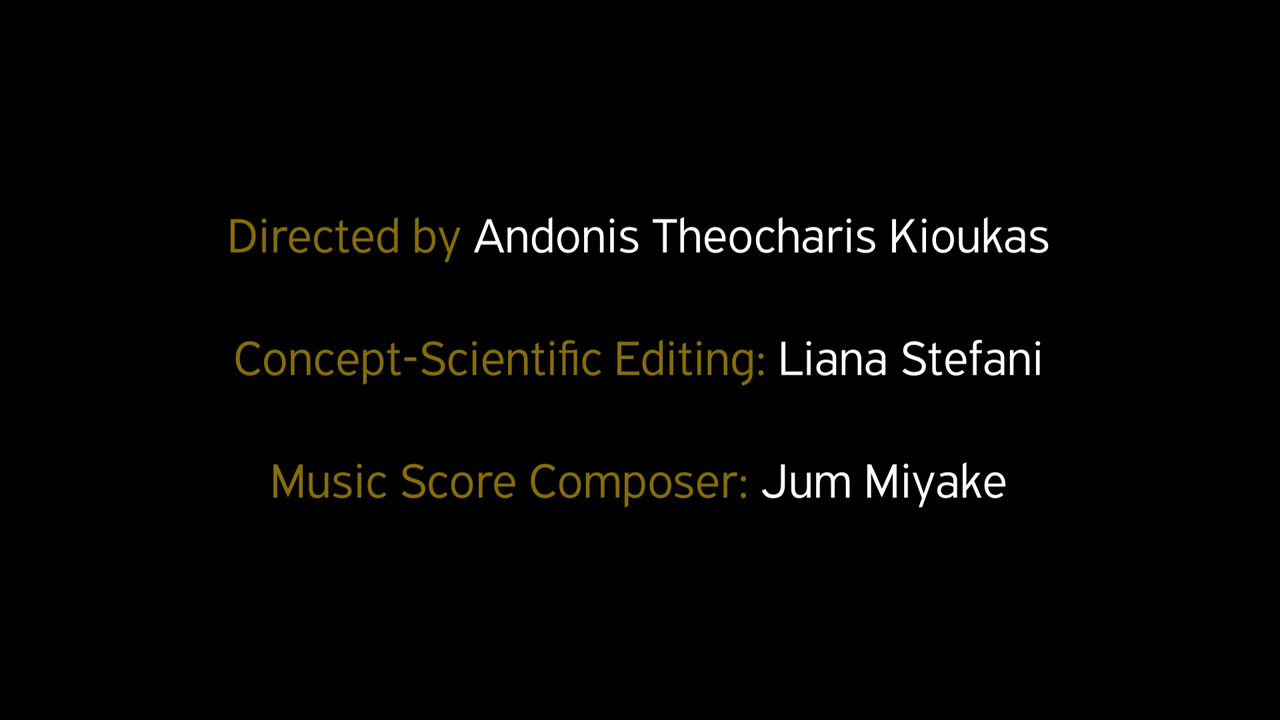 Directed by Andonis Theocharis Kioukas
Concept-Scientific Editing: Liana Stefani
Music Score Composer: Jum Miyake